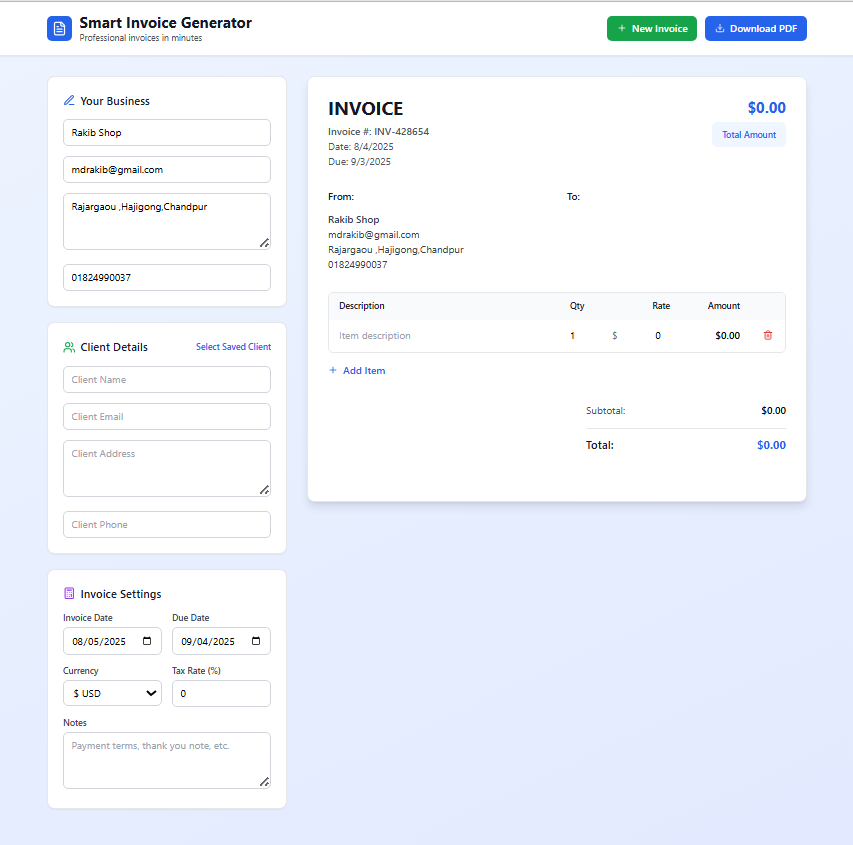 Smart Invoice Generator
Professional invoices in minutes
New Invoice
Download PDF
Your Business
Rakib Shop
mdrakib@gmail.com
Rajargaou ,Hajigong,Chandpur
01824990037
Client Details
Select Saved Client
Client Name
Client Email
Client Address
Client Phone
Invoice Settings
Invoice Date Due Date
08/05/2025 09/04/2025
Currency Tax Rate (%)
$ USD 0
Notes
Payment terms, thank you note, etc.
INVOICE
$0.00
Invoice #: INV-428654
Total Amount
Date: 8/4/2025
Due: 9/3/2025
From: To:
Rakib Shop
mdrakib@gmail.com
Rajargaou ,Hajigong,Chandpur
01824990037
Description Qty Rate Amount
Item description 1 $ 0 $0.00
+ Add Item
Subtotal: $0.00
Total: $0.00